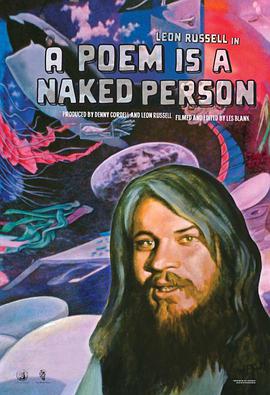 LEON RUSSELL IN
A POEM IS A
NAKED PERSON
PRODUCED BY DENNY CORDELL AND LEON RUSSELL FILMED AND EDITED BY LES BLANK